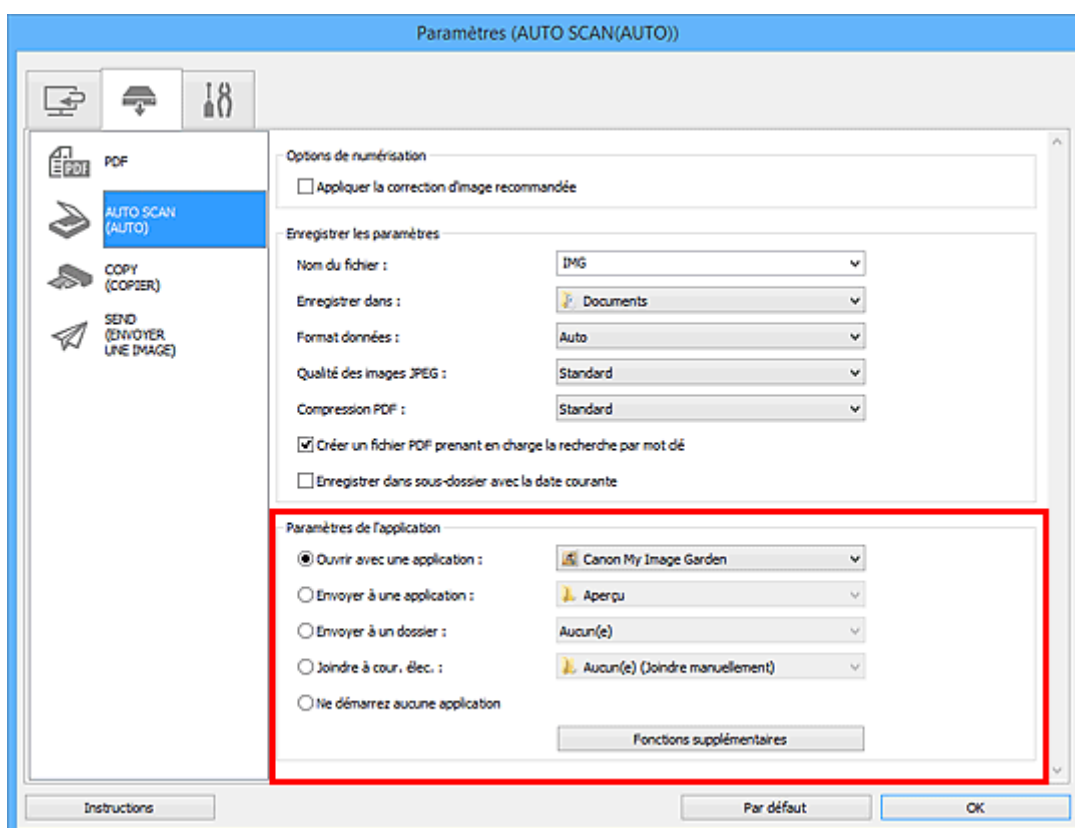 Paramètres (AUTO SCAN(AUTO))
PDF
PDF
AUTO SCAN
(AUTO)
COPY
(COPIER)
SEND
(ENVOYER
UNE IMAGE)
Options de numérisation
Appliquer la correction d'image recommandée
Enregistrer les paramètres
Nom du fichier : IMG
Enregistrer dans : Documents
Format données : Auto
Qualité des images JPEG : Standard
Compression PDF : Standard
Créer un fichier PDF prenant en charge la recherche par mot clé
Enregistrer dans sous-dossier avec la date courante
Paramètres de l'application
Ouvrir avec une application : Canon My Image Garden
Envoyer à une application : Aperçu
Envoyer à un dossier : Aucun(e)
Joindre à cour. élec. : Aucun(e) (Joindre manuellement)
Ne démarrez aucune application
Fonctions supplémentaires
Instructions Par défaut OK